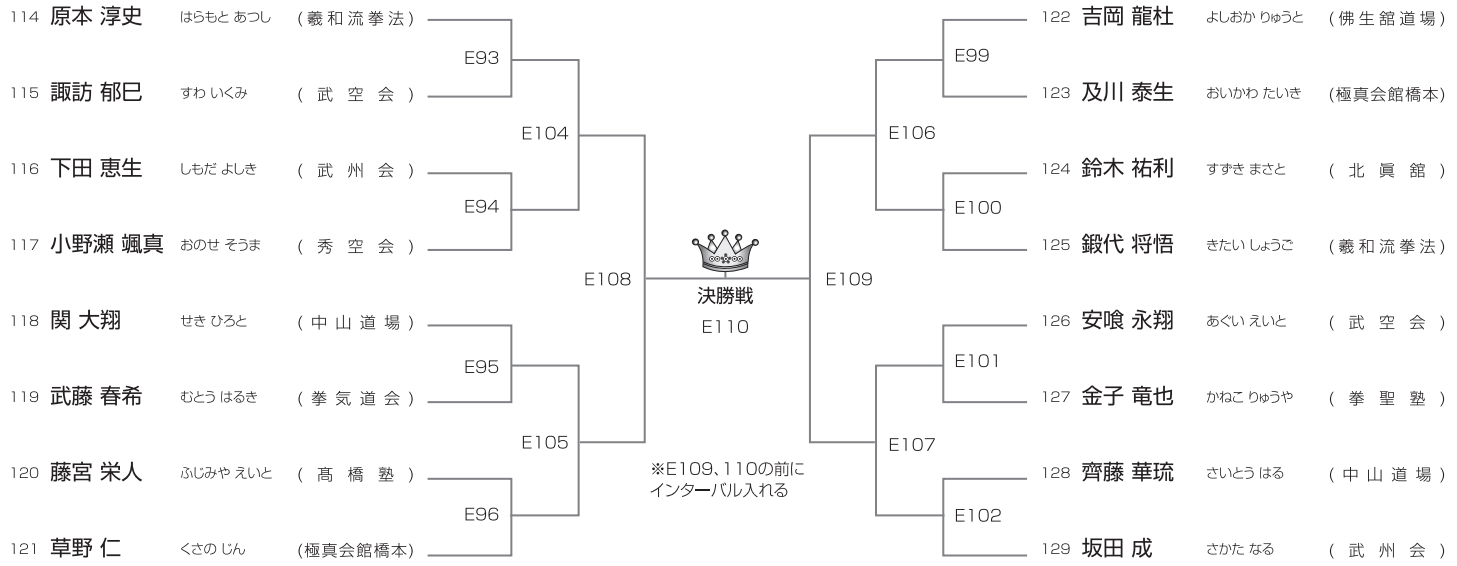 114 原本 淳史 はらもと あつし (羲和流拳法)
115 諏訪 郁巳 すわ いくみ (武空会)
116 下田 恵生 しもだ よしき (武州会)
117 小野瀬 颯真 おのせ そうま (秀空会)
118 関 大翔 せき ひろと (中山道場)
119 武藤 春希 むとう はるき (拳気道会)
120 藤宮 栄人 ふじみや えいと (髙橋塾)
121 草野 仁 くさの じん (極真会館橋本)
E93
E94
E95
E96
E104
E105
E108
決勝戦
E110
※E109、110の前に
インターバル入れる
E109
E106
E107
E99
E100
E101
E102
122 吉岡 龍杜 よしおか りゅうと (佛生舘道場)
123 及川 泰生 おいかわ たいき (極真会館橋本)
124 鈴木 祐利 すずき まさと (北眞舘)
125 鍛代 将悟 きたい しょうご (羲和流拳法)
126 安喰 永翔 あぐい えいと (武空会)
127 金子 竜也 かねこ りゅうや (拳聖塾)
128 齊藤 華琉 さいとう はる (中山道場)
129 坂田 成 さかた なる (武州会)